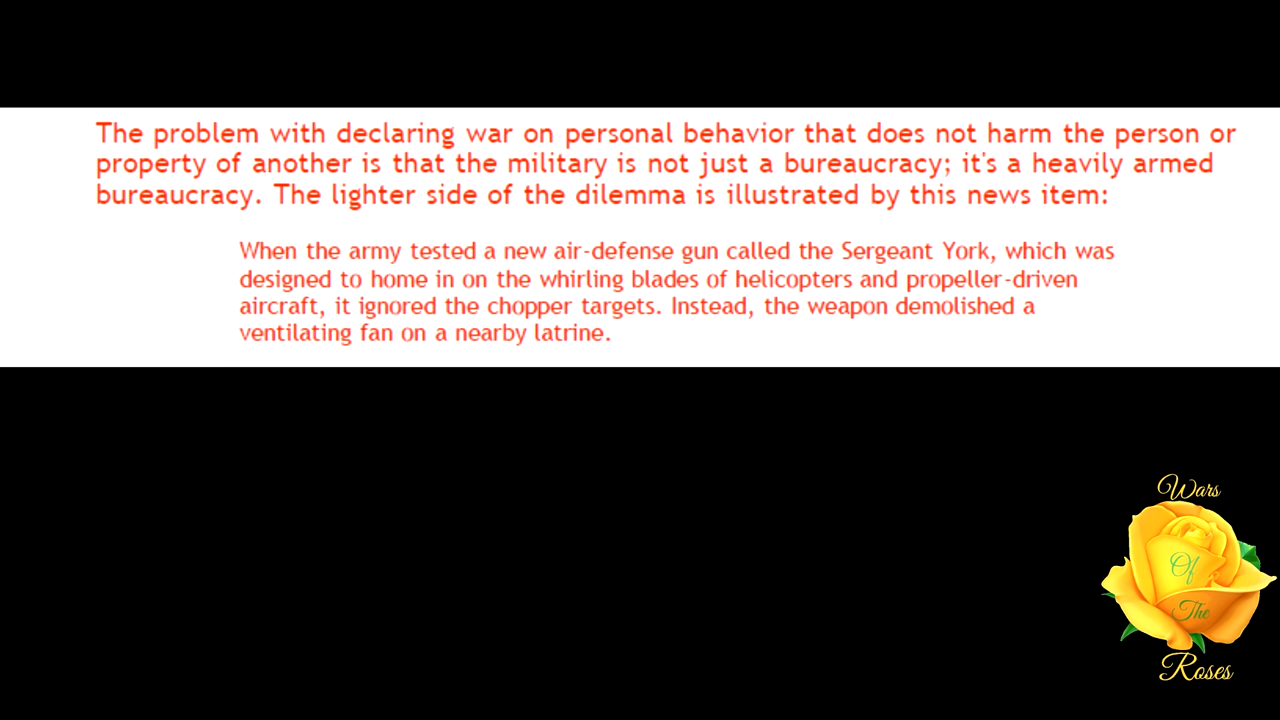 The problem with declaring war on personal behavior that does not harm the person or
property of another is that the military is not just a bureaucracy; it's a heavily armed
bureaucracy. The lighter side of the dilemma is illustrated by this news item:
When the army tested a new air-defense gun called the Sergeant York, which was
designed to home in on the whirling blades of helicopters and propeller-driven
aircraft, it ignored the chopper targets. Instead, the weapon demolished a
ventilating fan on a nearby latrine.
Wars
Of
The
Roses